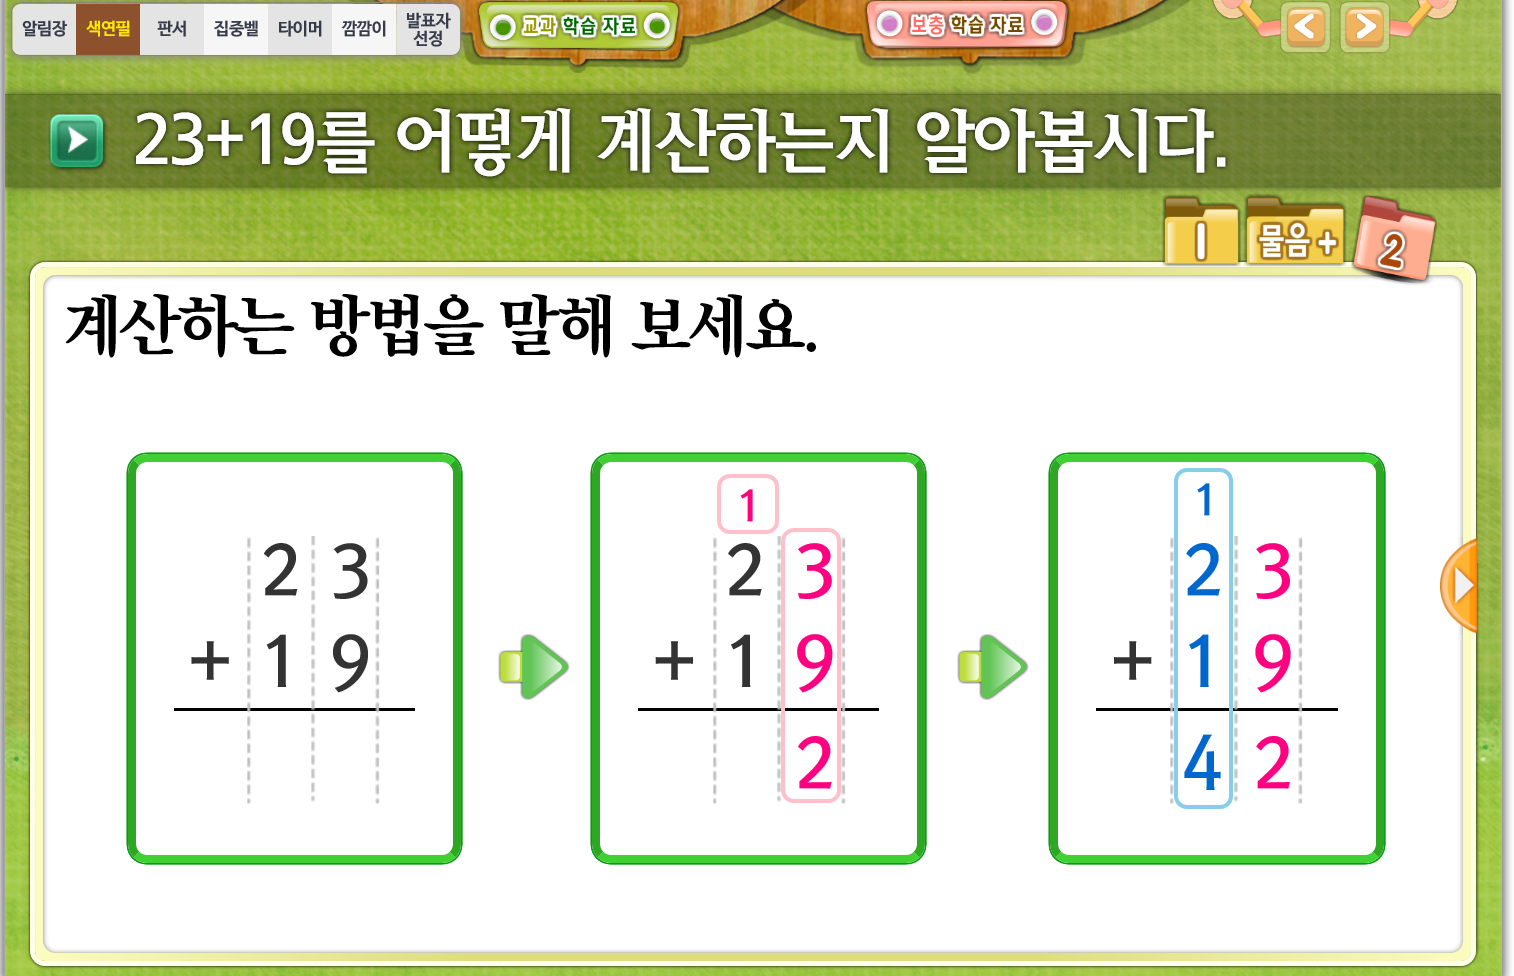 알림장 색연필 판서 집중벨 타이머 깜깜이 발표자 선정
교과 학습 자료
보충 학습 자료
23+19를 어떻게 계산하는지 알아봅시다.
1 물음+ 2
계산하는 방법을 말해 보세요.
2 3
+ 1 9
1
2 3
+ 1 9
2
1
2 3
+ 1 9
4 2